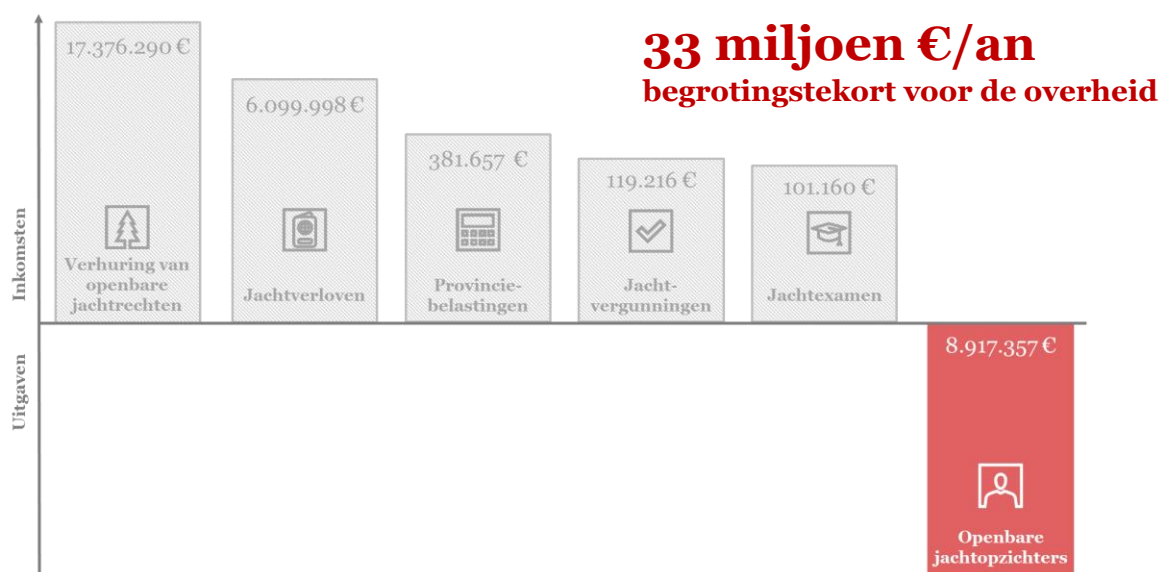 33 miljoen €/an
begrotingstekort voor de overheid
17.376.290 €
6.099.998 €
381.657 €
119.216 €
101.160 €
Inkomsten
Verhuring van
openbare
jachtrechten
Jachtverloven
Provincie-
belastingen
Jacht-
vergunningen
Jachtexamen
Uitgaven
8.917.357 €
Openbare
jachtopzichters